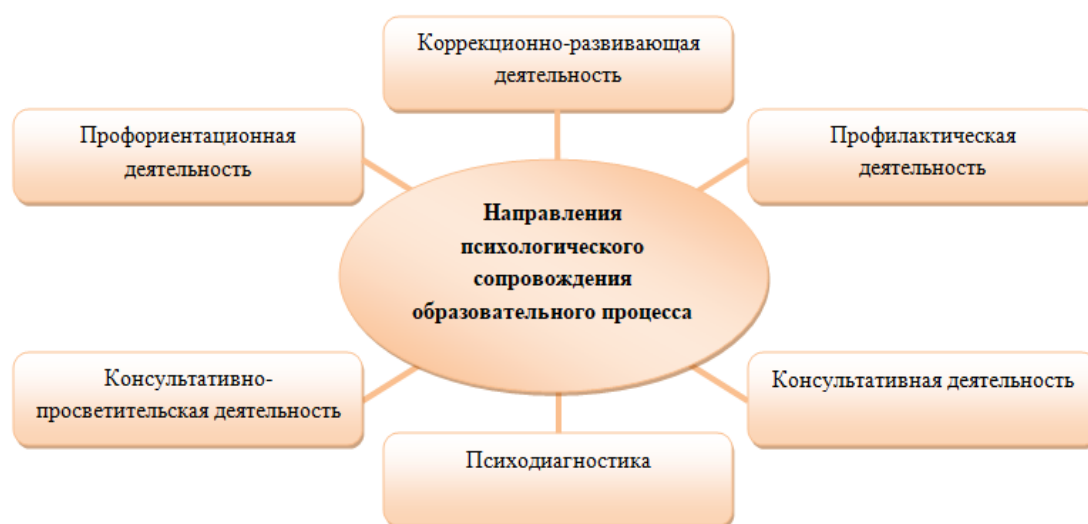 Коррекционно-развивающая
деятельность
Профориентационная
деятельность
Профилактическая
деятельность
Направления
психологического
сопровождения
образовательного процесса
Консультативно-
просветительская деятельность
Консультативная деятельность
Психодиагностика